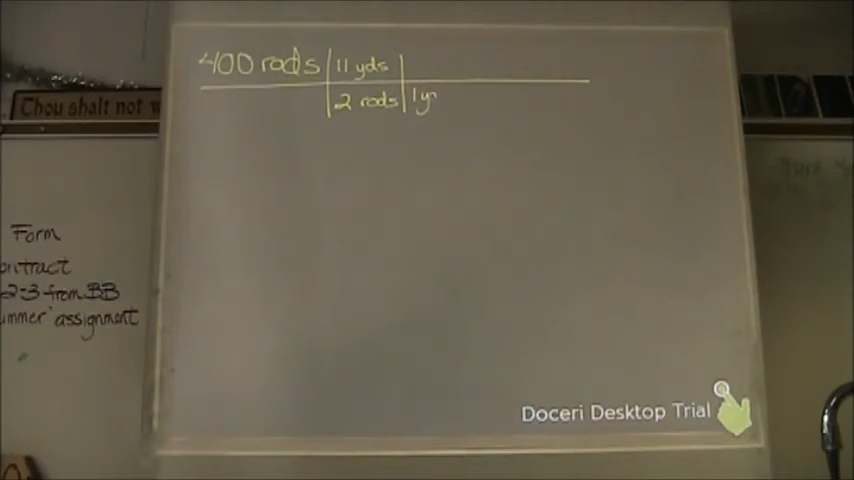 400 rods 11 yds
2 rods 1 yr
Thou shalt not
Form
ontract
2-3 from BB
ummer" assignment
Doceri Desktop Trial